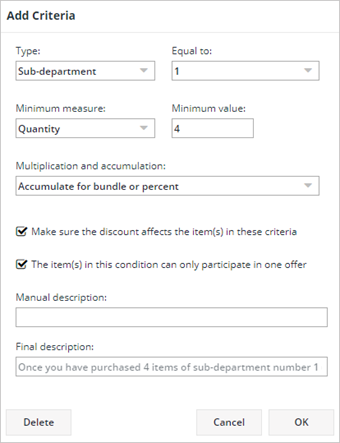 Add Criteria
Type: Equal to:
Sub-department 1
Minimum measure: Minimum value:
Quantity 4
Multiplication and accumulation:
Accumulate for bundle or percent
Make sure the discount affects the item(s) in these criteria
The item(s) in this condition can only participate in one offer
Manual description:
Final description:
Once you have purchased 4 items of sub-department number 1
Delete Cancel OK